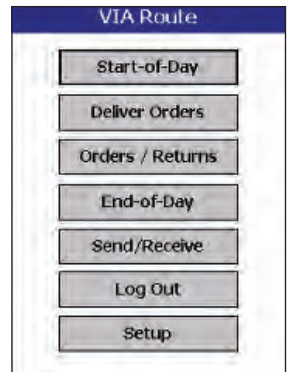 VIA Route
Start-of-Day
Deliver Orders
Orders / Returns
End-of-Day
Send/Receive
Log Out
Setup